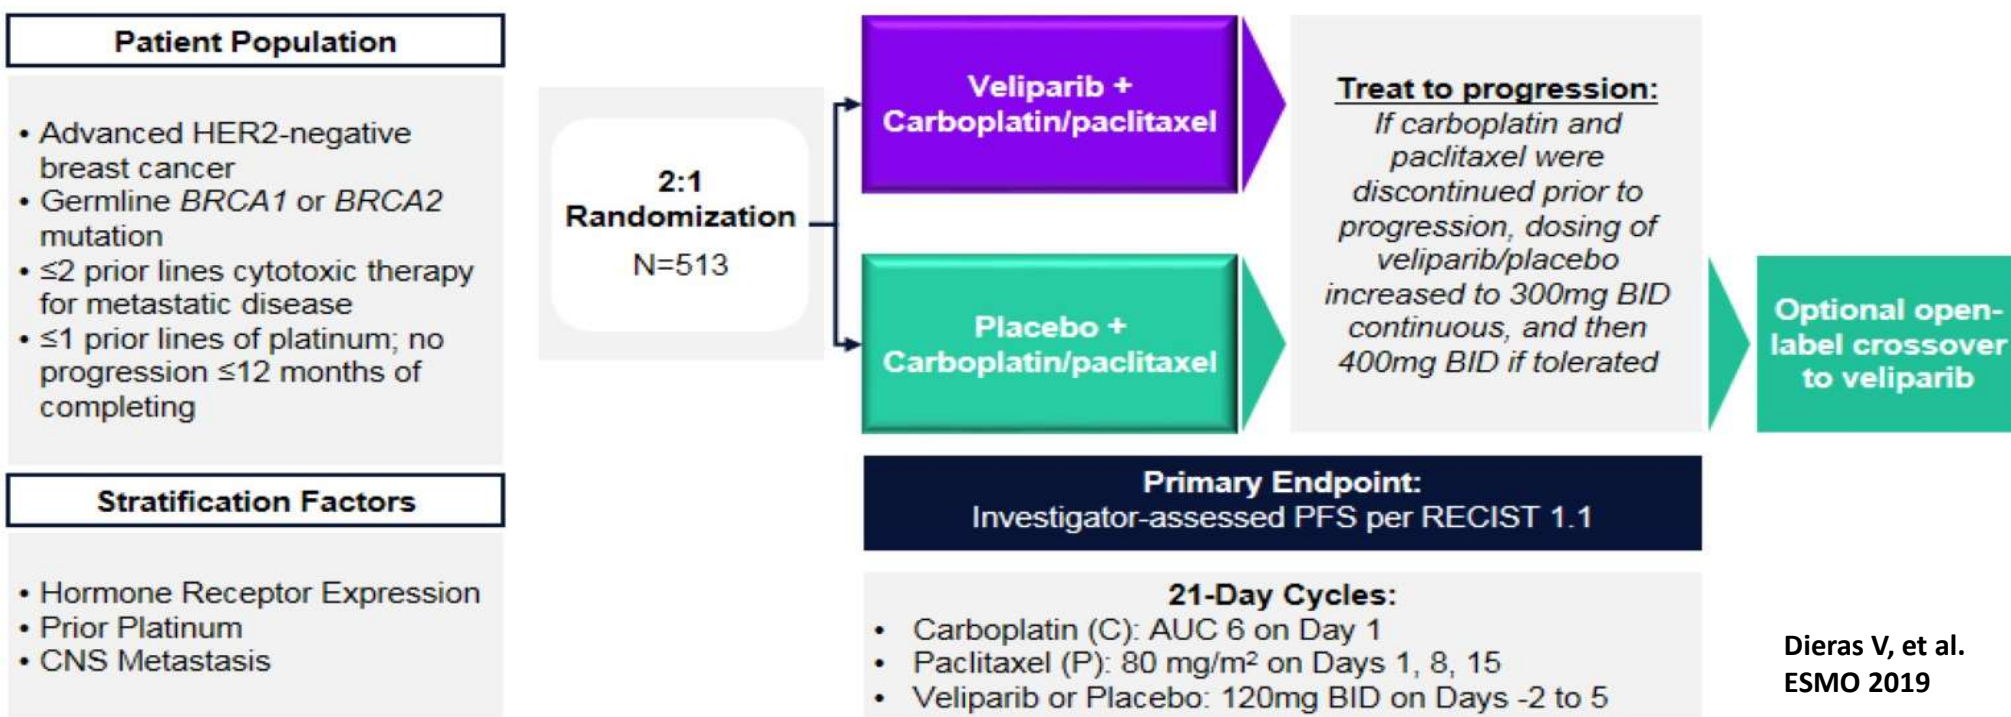 Patient Population
• Advanced HER2-negative
breast cancer
• Germline BRCA1 or BRCA2
mutation
• ≤2 prior lines cytotoxic therapy
for metastatic disease
• ≤1 prior lines of platinum; no
progression ≤12 months of
completing
Stratification Factors
• Hormone Receptor Expression
• Prior Platinum
• CNS Metastasis
2:1
Randomization
N=513
Veliparib +
Carboplatin/paclitaxel
Placebo +
Carboplatin/paclitaxel
Treat to progression:
If carboplatin and
paclitaxel were
discontinued prior to
progression, dosing of
veliparib/placebo
increased to 300mg BID
continuous, and then
400mg BID if tolerated
Optional open-
label crossover
to veliparib
Primary Endpoint:
Investigator-assessed PFS per RECIST 1.1
21-Day Cycles:
• Carboplatin (C): AUC 6 on Day 1
• Paclitaxel (P): 80 mg/m² on Days 1, 8, 15
• Veliparib or Placebo: 120mg BID on Days -2 to 5
Dieras V, et al.
ESMO 2019